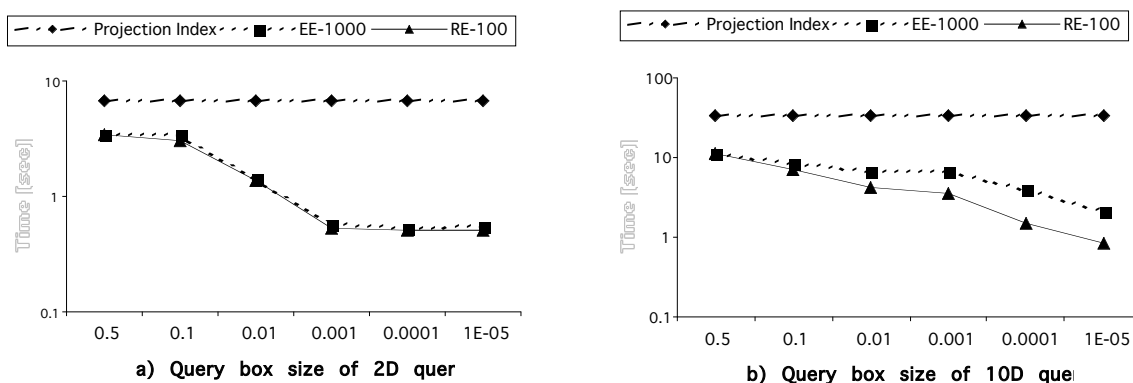 Projection Index EE-1000 RE-100
10
1
0.1
Time [(sec)]
0.5 0.1 0.01 0.001 0.0001 1E-05
a) Query box size of 2D quer
Projection Index EE-1000 RE-100
100
10
1
0.1
Time [(sec)]
0.5 0.1 0.01 0.001 0.0001 1E-05
b) Query box size of 10D quer